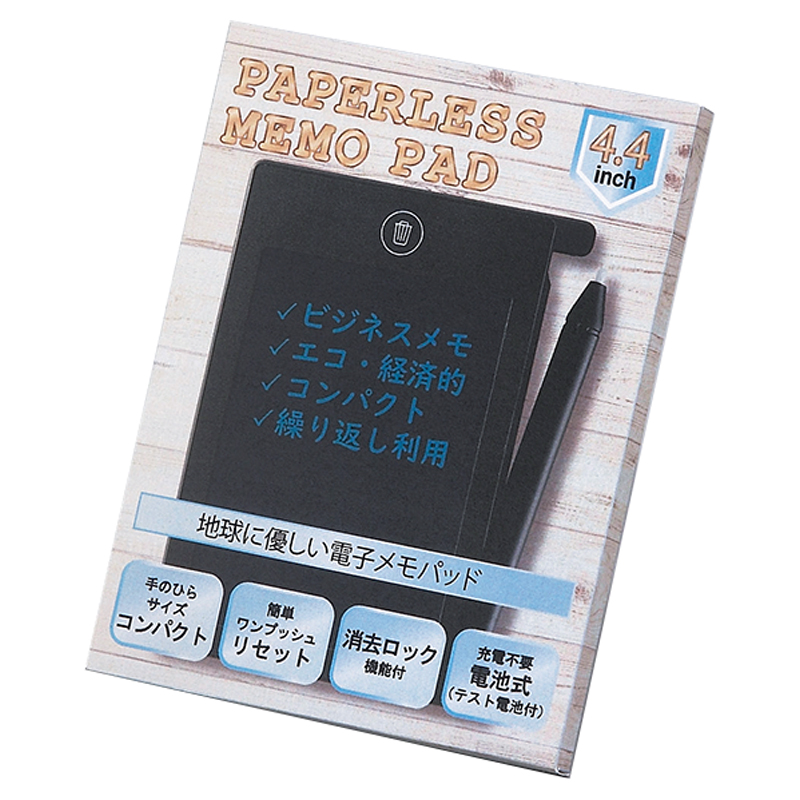 PAPERLESS
MEMO PAD
4.4
inch
✓ビジネスメモ
✓エコ・経済的
✓コンパクト
✓繰り返し利用
地球に優しい電子メモパッド
手のひら
サイズ
コンパクト
簡単
ワンプッシュ
リセット
消去ロック
機能付
充電不要
電池式
(テスト電池付)